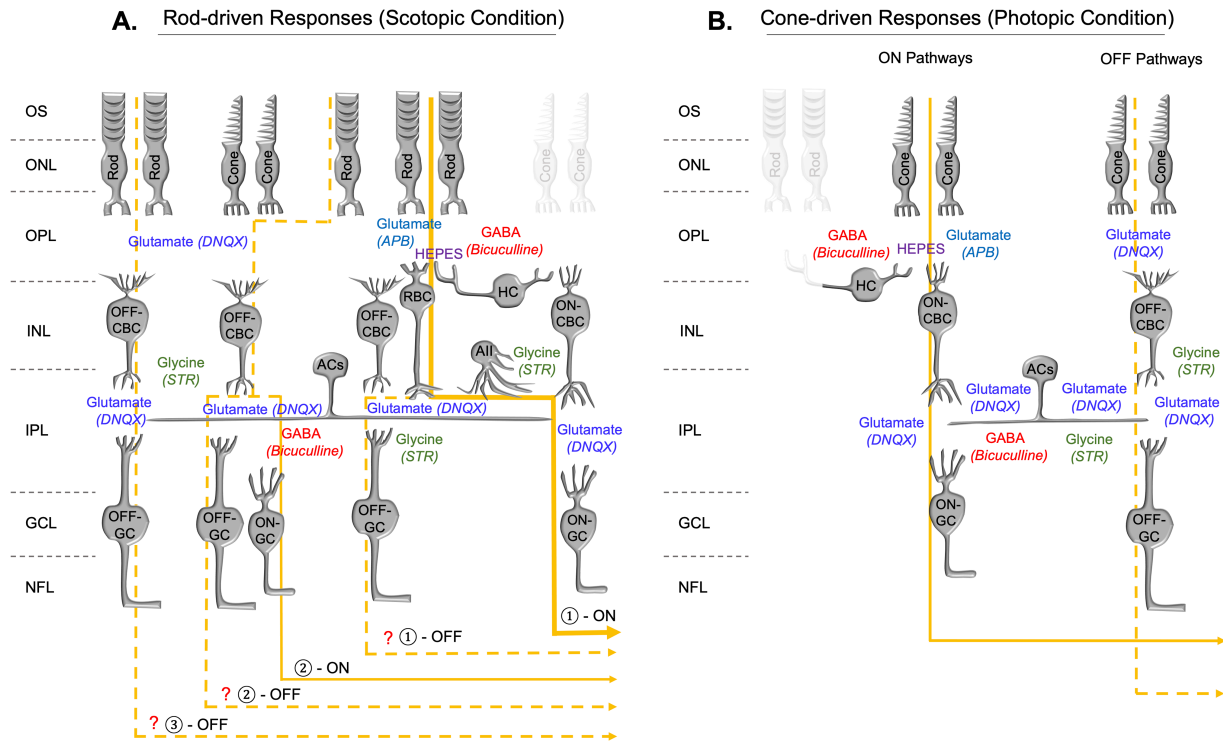 A. Rod-driven Responses (Scotopic Condition)
OS
ONL
OPL
INL
IPL
GCL
NFL
Rod
Rod
Cone
Cone
Rod
Rod
Rod
Cone
Cone
Glutamate (DNQX)
Glutamate
(APB)
GABA
(Bicuculline)
HEPES
OFF-
CBC
OFF-
CBC
OFF-
CBC
RBC
HC
ON-
CBC
Glycine
(STR)
ACs
AII
Glycine
(STR)
Glutamate
(DNQX)
Glutamate (DNQX)
Glutamate (DNQX)
GABA
(Bicuculline)
Glycine
(STR)
Glutamate
(DNQX)
OFF-
GC
OFF-
GC
ON-
GC
OFF-
GC
ON-
GC
① - ON
? ① - OFF
② - ON
? ② - OFF
? ③ - OFF
B. Cone-driven Responses (Photopic Condition)
ON Pathways
OFF Pathways
OS
ONL
OPL
INL
IPL
GCL
NFL
Rod
Rod
Cone
Cone
Cone
Cone
GABA
(Bicuculline)
HEPES
Glutamate
(APB)
Glutamate
(DNQX)
HC
ON-
CBC
OFF-
CBC
Glycine
(STR)
ACs
Glutamate
(DNQX)
Glutamate
(DNQX)
Glutamate
(DNQX)
Glutamate
(DNQX)
GABA
(Bicuculline)
Glycine
(STR)
ON-
GC
OFF-
GC